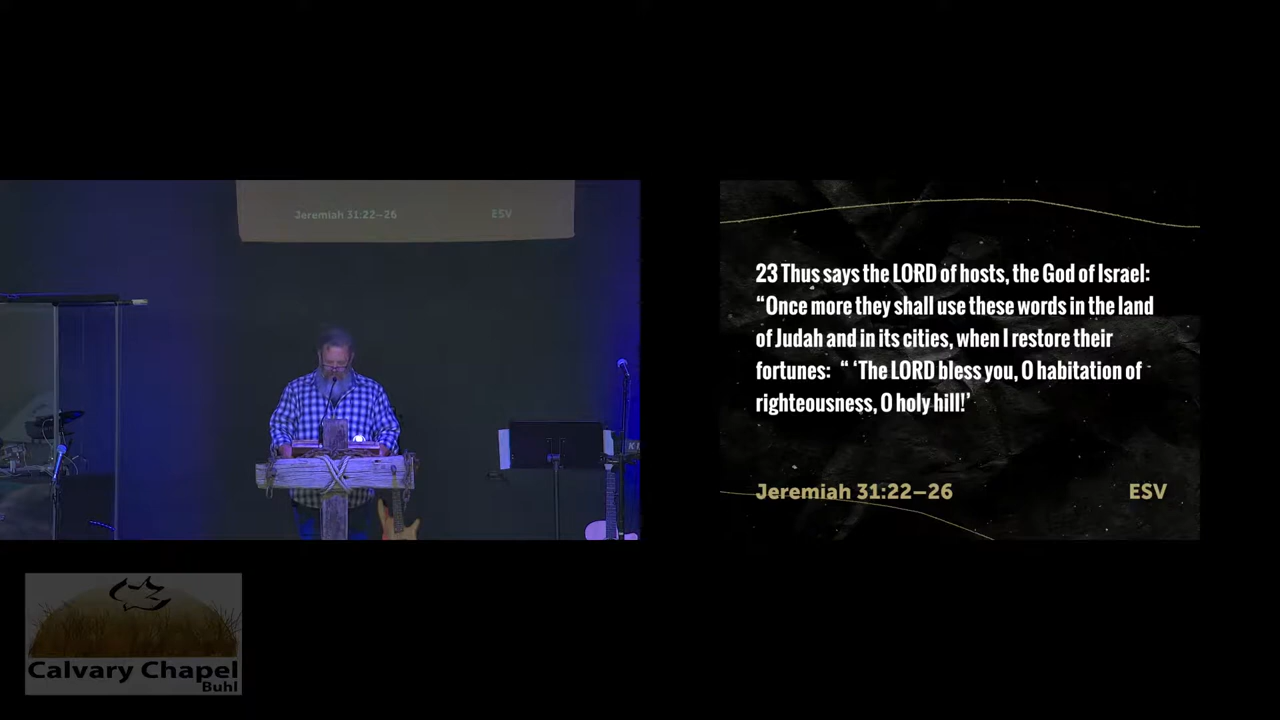 Jeremiah 31:22–26 ESV
23 Thus says the LORD of hosts, the God of Israel:
“Once more they shall use these words in the land
of Judah and in its cities, when I restore their
fortunes: “ ‘The LORD bless you, O habitation of
righteousness, O holy hill!’
Jeremiah 31:22–26 ESV
Calvary Chapel
Buhl